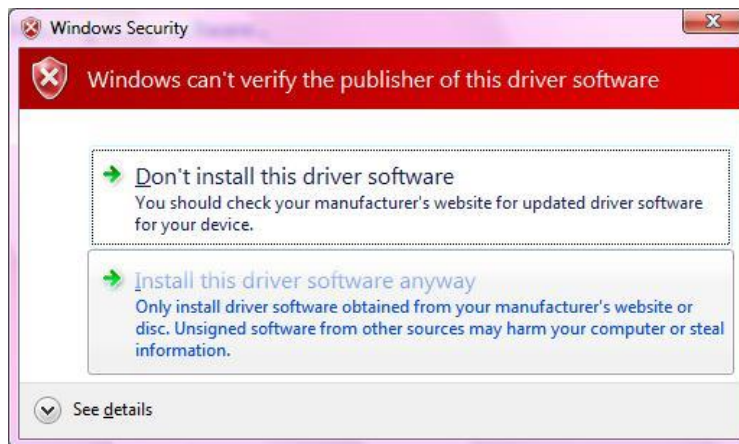 Windows Security
Windows can't verify the publisher of this driver software
Don't install this driver software
You should check your manufacturer's website for updated driver software
for your device.
Install this driver software anyway
Only install driver software obtained from your manufacturer's website or
disc. Unsigned software from other sources may harm your computer or steal
information.
See details